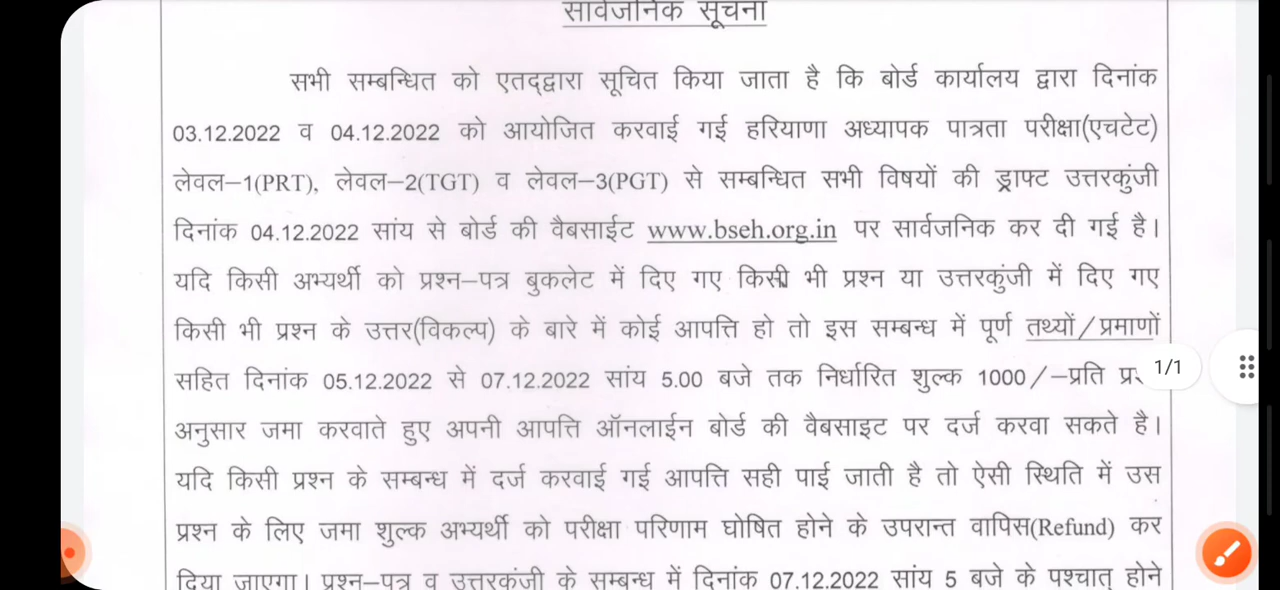 सार्वजनिक सूचना
सभी सम्बन्धित को एतद्द्वारा सूचित किया जाता है कि बोर्ड कार्यालय द्वारा दिनांक
03.12.2022 व 04.12.2022 को आयोजित करवाई गई हरियाणा अध्यापक पात्रता परीक्षा(एचटेट)
लेवल–1(PRT), लेवल–2(TGT) व लेवल–3(PGT) से सम्बन्धित सभी विषयों की ड्राफ्ट उत्तरकुंजी
दिनांक 04.12.2022 सांय से बोर्ड की वैबसाईट www.bseh.org.in पर सार्वजनिक कर दी गई है।
यदि किसी अभ्यर्थी को प्रश्न–पत्र बुकलेट में दिए गए किसी भी प्रश्न या उत्तरकुंजी में दिए गए
किसी भी प्रश्न के उत्तर(विकल्प) के बारे में कोई आपत्ति हो तो इस सम्बन्ध में पूर्ण तथ्यों/प्रमाणों
सहित दिनांक 05.12.2022 से 07.12.2022 सांय 5.00 बजे तक निर्धारित शुल्क 1000/–प्रति
1/1
अनुसार जमा करवाते हुए अपनी आपत्ति ऑनलाईन बोर्ड की वैबसाइट पर दर्ज करवा सकते है।
यदि किसी प्रश्न के सम्बन्ध में दर्ज करवाई गई आपत्ति सही पाई जाती है तो ऐसी स्थिति में उस
प्रश्न के लिए जमा शुल्क अभ्यर्थी को परीक्षा परिणाम घोषित होने के उपरान्त वापिस(Refund) कर
दिया जाएगा। प्रश्न–पत्र व उत्तरकुंजी के सम्बन्ध में दिनांक 07.12.2022 सांय 5 बजे के पश्चात् होने